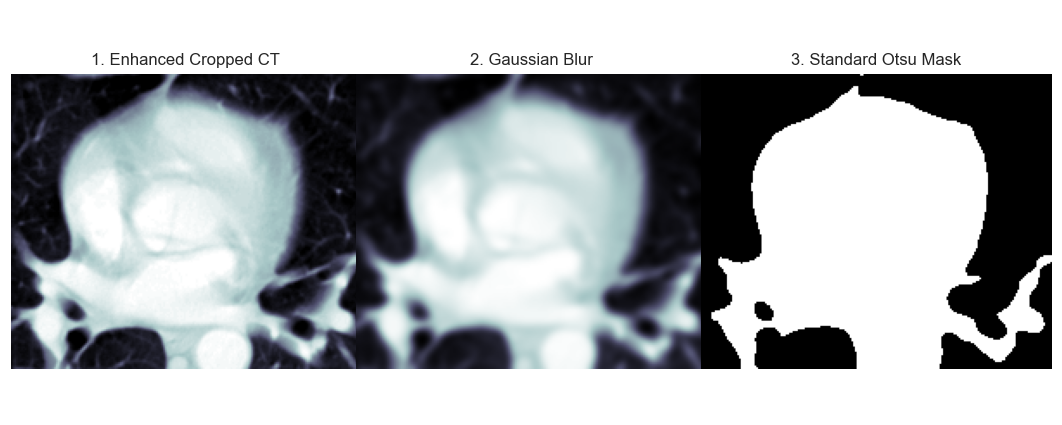 1. Enhanced Cropped CT
2. Gaussian Blur
3. Standard Otsu Mask